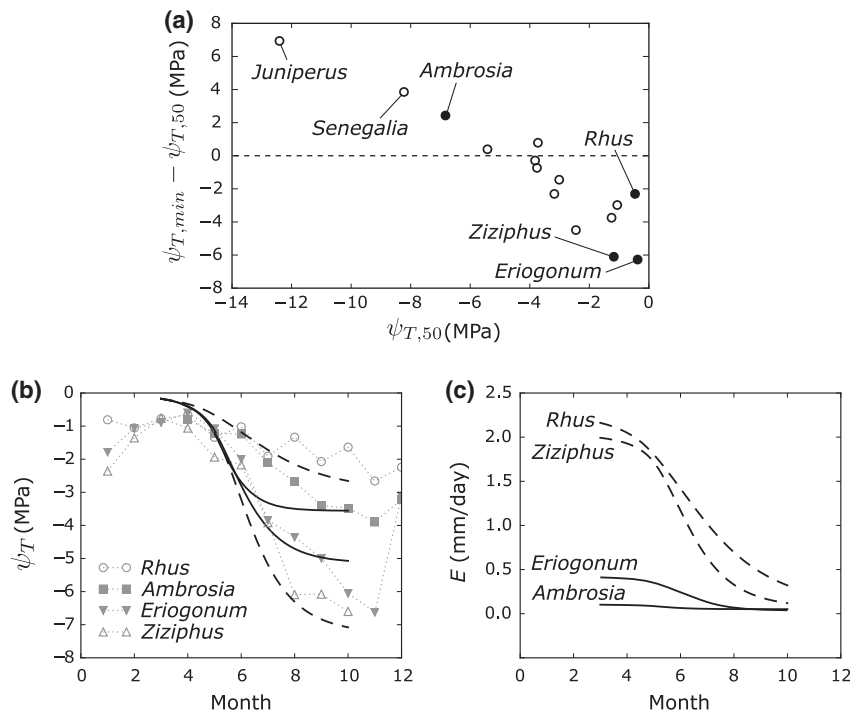 (a)
8
6
4
2
0
−2
−4
−6
8
ψT,min − ψT,50 (MPa)
Juniperus
Senegalia
Ambrosia
Rhus
Ziziphus
Eriogonum
−14 −12 −10 −8 −6 −4 −2 0
ψT,50 (MPa)
(b)
0
−1
−2
−3
−4
−5
−6
−7
−8
ψT (MPa)
Rhus
Ambrosia
Eriogonum
Ziziphus
0 2 4 6 8 10 12
Month
(c)
2.5
2.0
1.5
1.0
0.5
0.0
E (mm/day)
Rhus
Ziziphus
Eriogonum
Ambrosia
0 2 4 6 8 10 12
Month